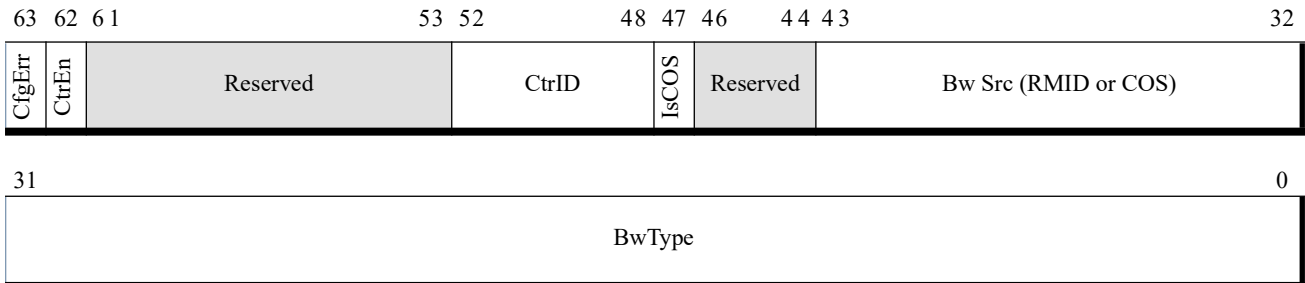 63 62 61 53 52 48 47 46 44 43 32
CfgErr CtrEn Reserved CtrID IsCOS Reserved Bw Src (RMID or COS)
31 0
BwType